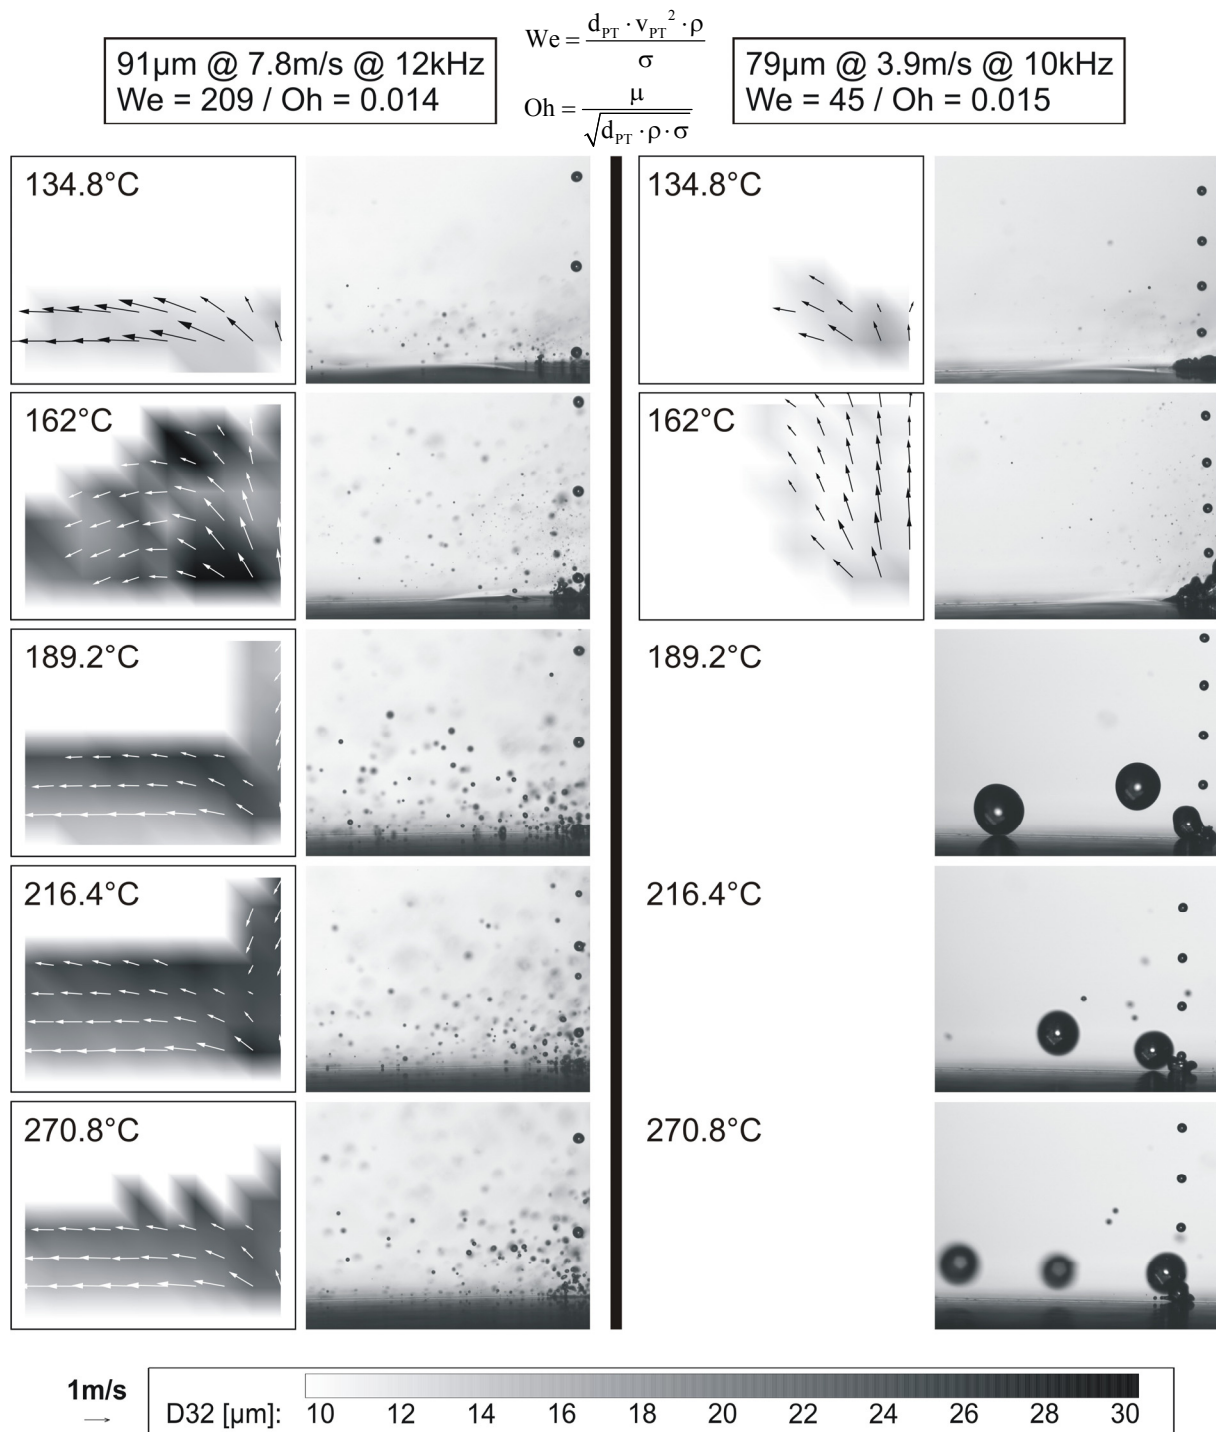 91µm @ 7.8m/s @ 12kHz
We = 209 / Oh = 0.014
We = d_PT · v_PT² · ρ / σ
Oh = µ / √(d_PT · ρ · σ)
79µm @ 3.9m/s @ 10kHz
We = 45 / Oh = 0.015
134.8°C
134.8°C
162°C
162°C
189.2°C
189.2°C
216.4°C
216.4°C
270.8°C
270.8°C
1m/s
D32 [µm]: 10 12 14 16 18 20 22 24 26 28 30